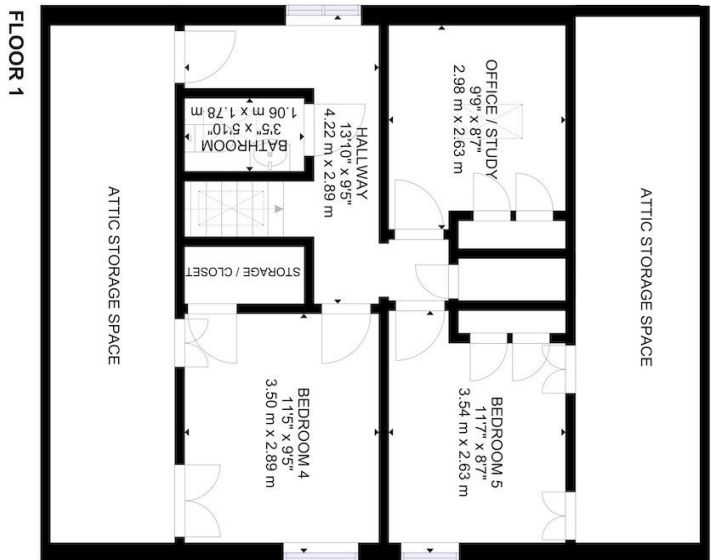 FLOOR 1
ATTIC STORAGE SPACE
BATHROOM
3'5" x 5'10"
1.06 m x 1.78 m
HALLWAY
13'10" x 9'5"
4.22 m x 2.89 m
OFFICE / STUDY
9'9" x 8'7"
2.98 m x 2.63 m
STORAGE / CLOSET
BEDROOM 4
11'5" x 9'5"
3.50 m x 2.89 m
BEDROOM 5
11'7" x 8'7"
3.54 m x 2.63 m
ATTIC STORAGE SPACE